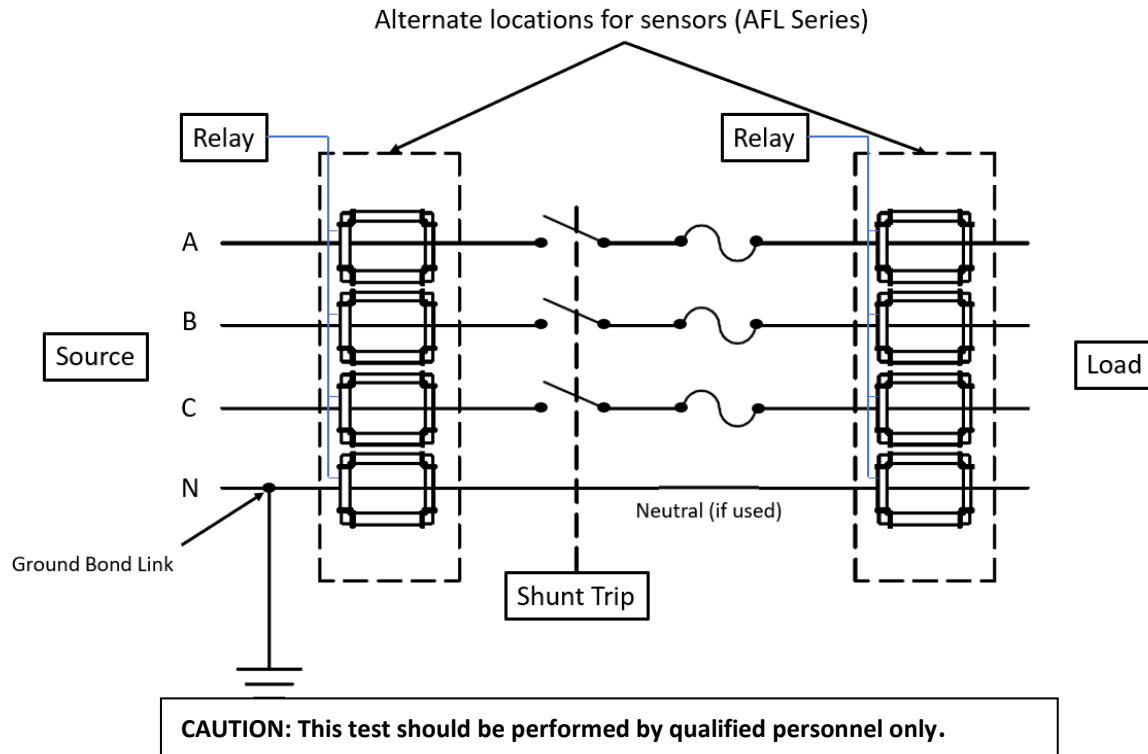 Alternate locations for sensors (AFL Series)
Relay
Relay
A
B
Source
Load
C
N
Neutral (if used)
Ground Bond Link
Shunt Trip
CAUTION: This test should be performed by qualified personnel only.